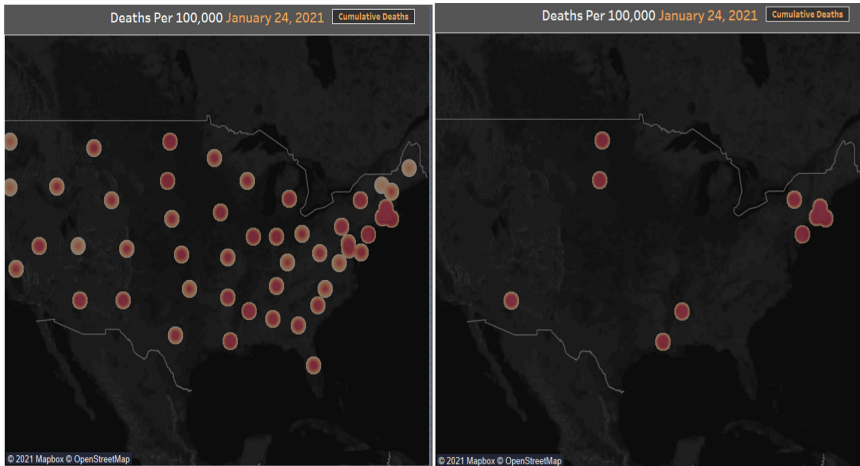 Deaths Per 100,000 January 24, 2021 Cumulative Deaths
© 2021 Mapbox © OpenStreetMap
Deaths Per 100,000 January 24, 2021 Cumulative Deaths
© 2021 Mapbox © OpenStreetMap